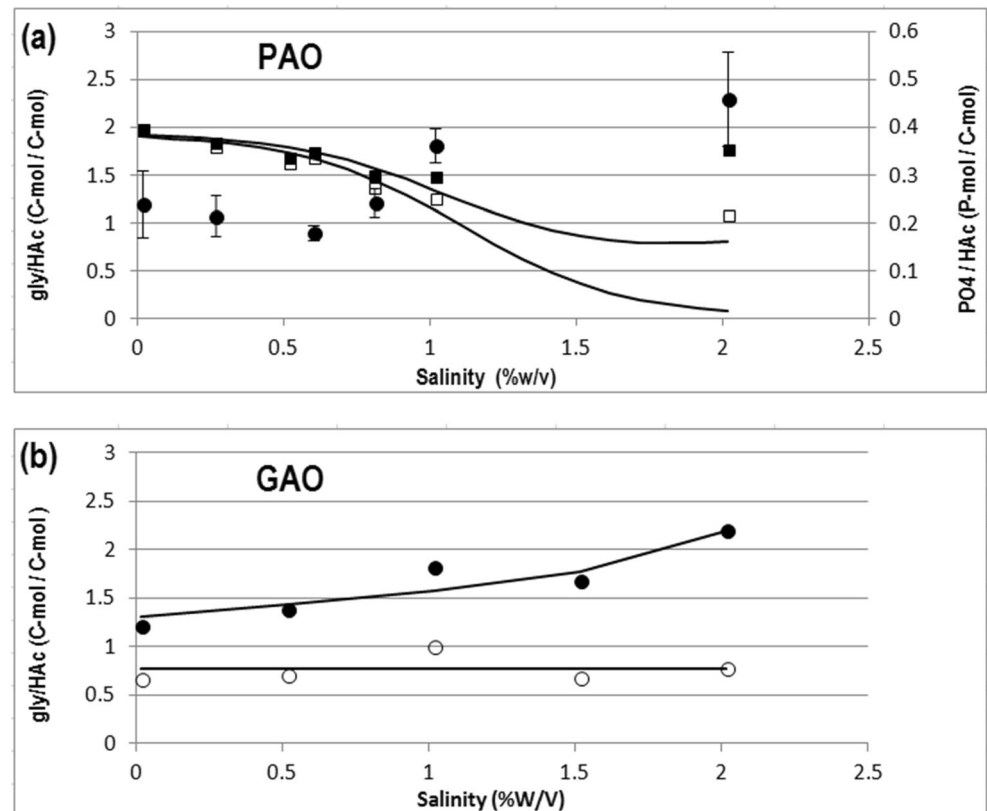 (a) PAO
gly/HAc (C-mol / C-mol)
3
2.5
2
1.5
1
0.5
0
0.6
0.5
0.4
0.3
0.2
0.1
0
PO4 / HAc (P-mol / C-mol)
0 0.5 1 1.5 2 2.5
Salinity (%w/v)
(b) GAO
gly/HAc (C-mol / C-mol)
3
2.5
2
1.5
1
0.5
0
0 0.5 1 1.5 2 2.5
Salinity (%W/V)